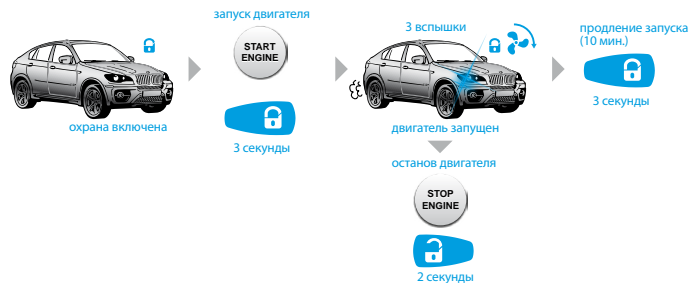 запуск двигателя
START
ENGINE
3 секунды
охрана включена
3 вспышки
двигатель запущен
продление запуска
(10 мин.)
3 секунды
останов двигателя
STOP
ENGINE
2 секунды